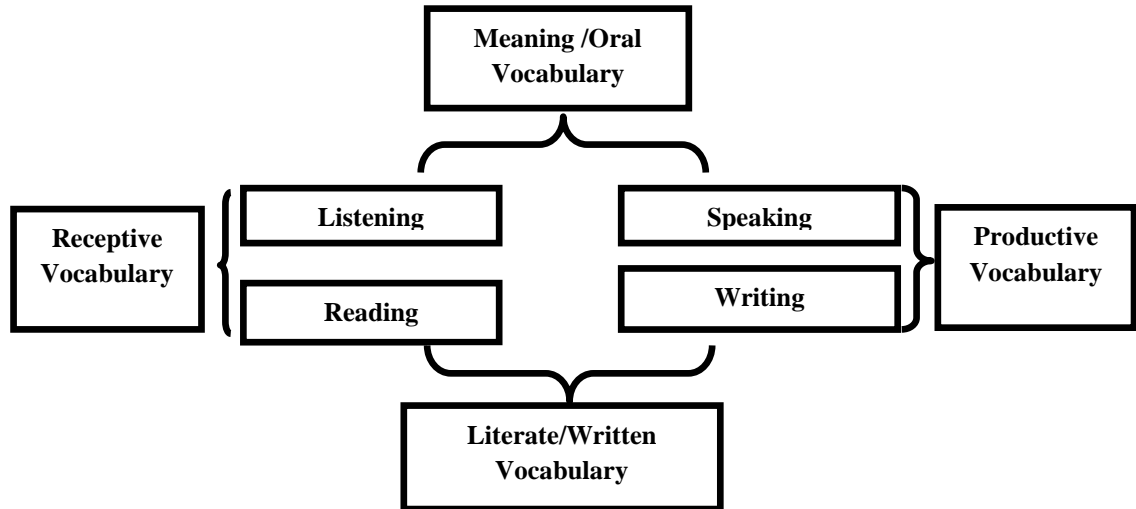 Meaning /Oral
Vocabulary
Listening
Speaking
Receptive
Vocabulary
Productive
Vocabulary
Reading
Writing
Literate/Written
Vocabulary